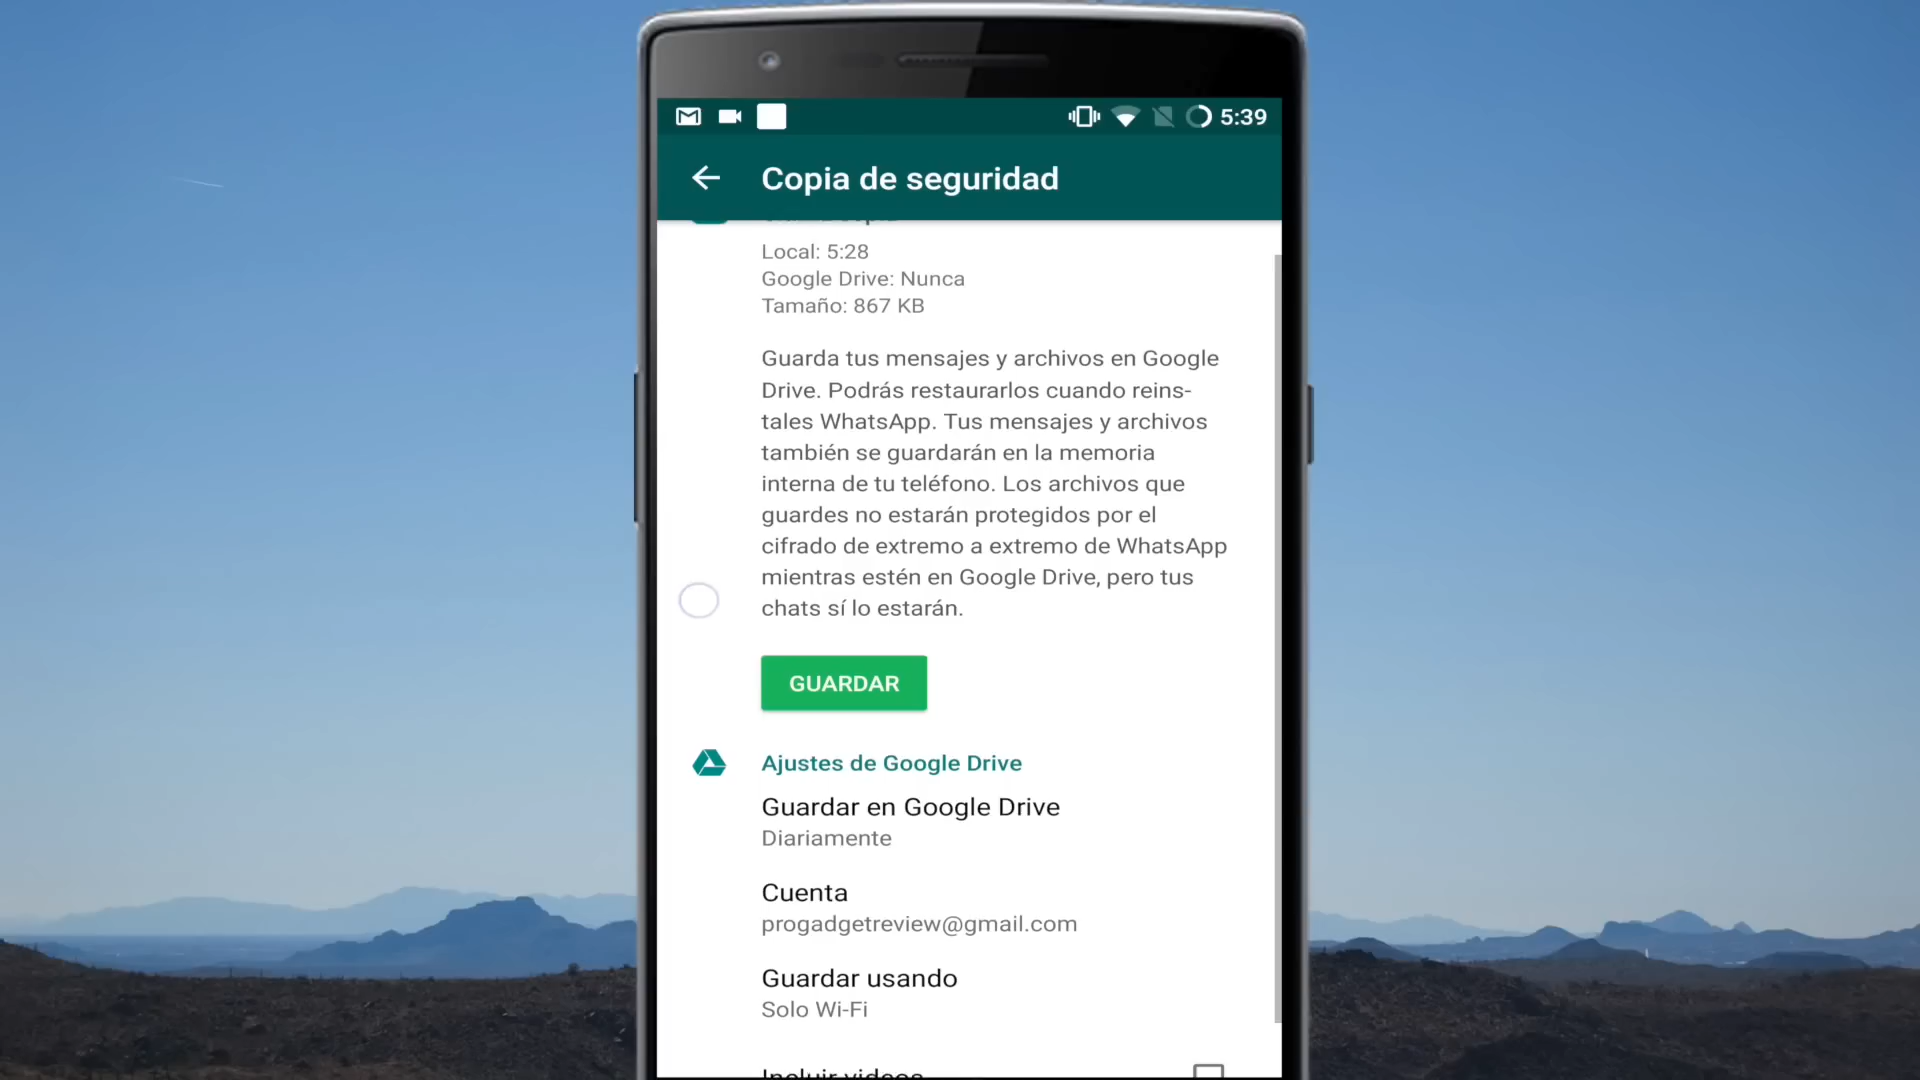 5:39
Copia de seguridad
Local: 5:28
Google Drive: Nunca
Tamaño: 867 KB
Guarda tus mensajes y archivos en Google
Drive. Podrás restaurarlos cuando reins-
tales WhatsApp. Tus mensajes y archivos
también se guardarán en la memoria
interna de tu teléfono. Los archivos que
guardes no estarán protegidos por el
cifrado de extremo a extremo de WhatsApp
mientras estén en Google Drive, pero tus
chats sí lo estarán.
GUARDAR
Ajustes de Google Drive
Guardar en Google Drive
Diariamente
Cuenta
progadgetreview@gmail.com
Guardar usando
Solo Wi-Fi
Incluir videos